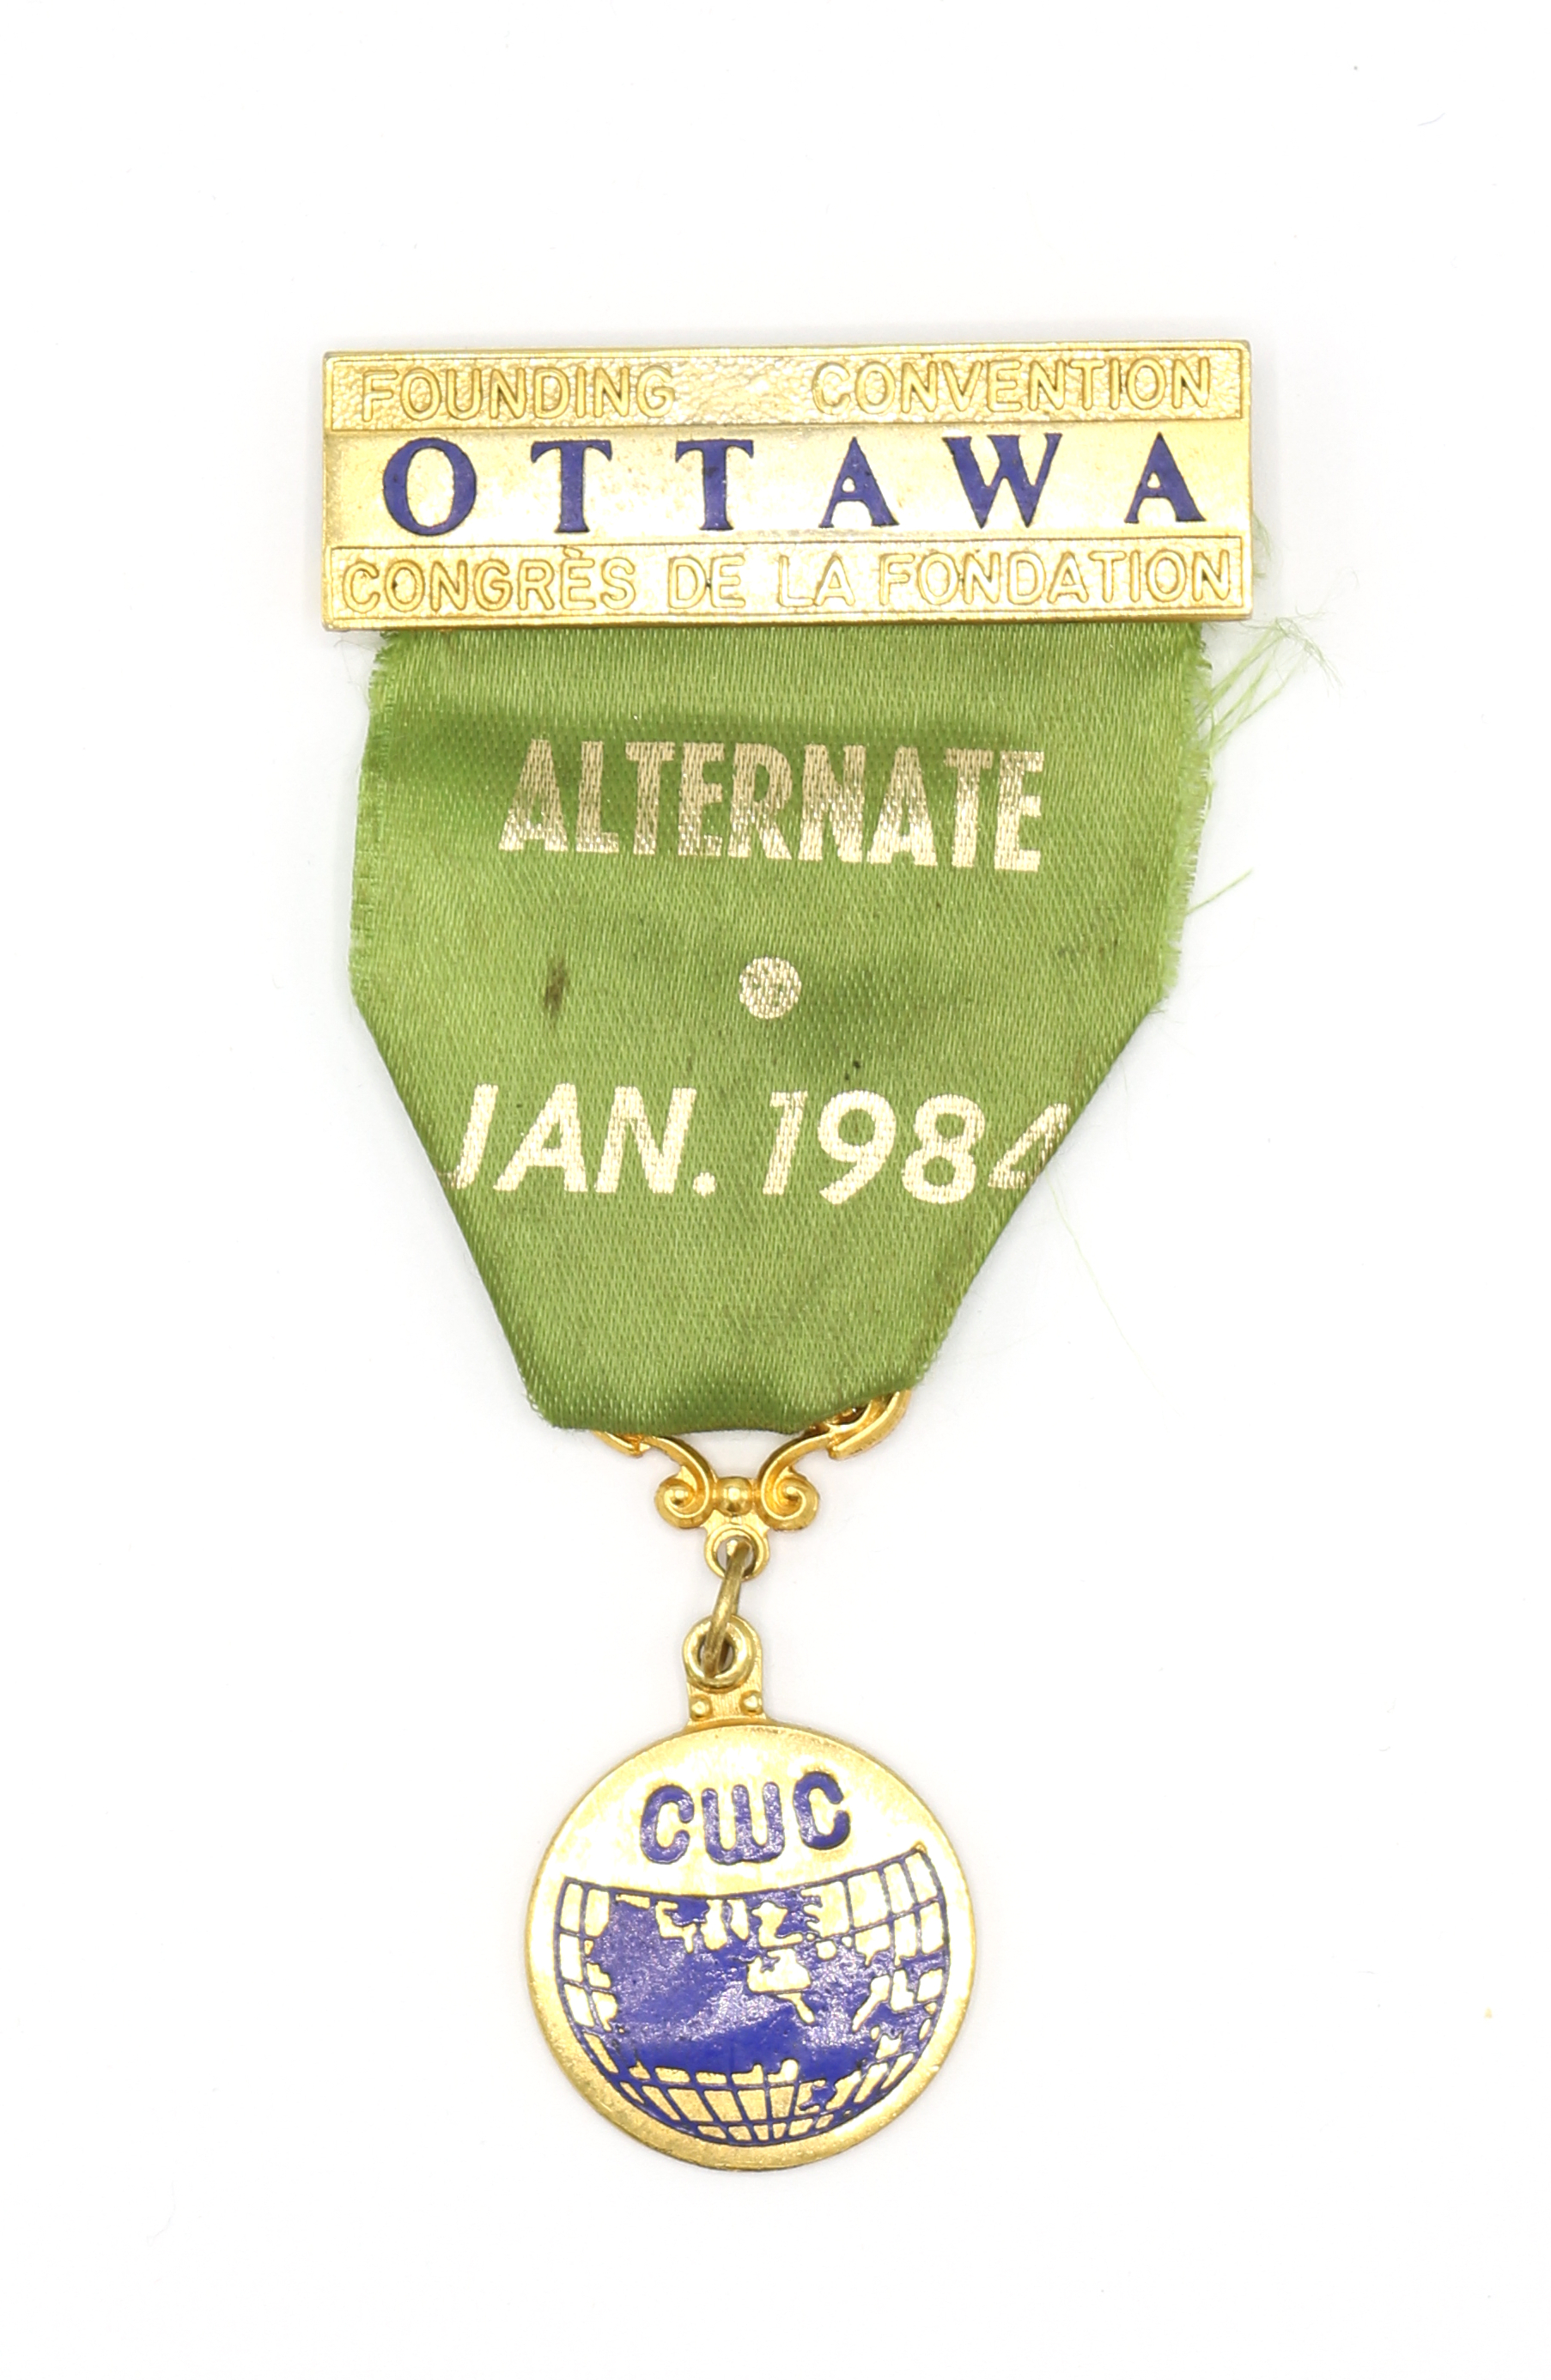 FOUNDING CONVENTION
OTTAWA
CONGRÈS DE LA FONDATION
ALTERNATE
JAN. 1984
CWC